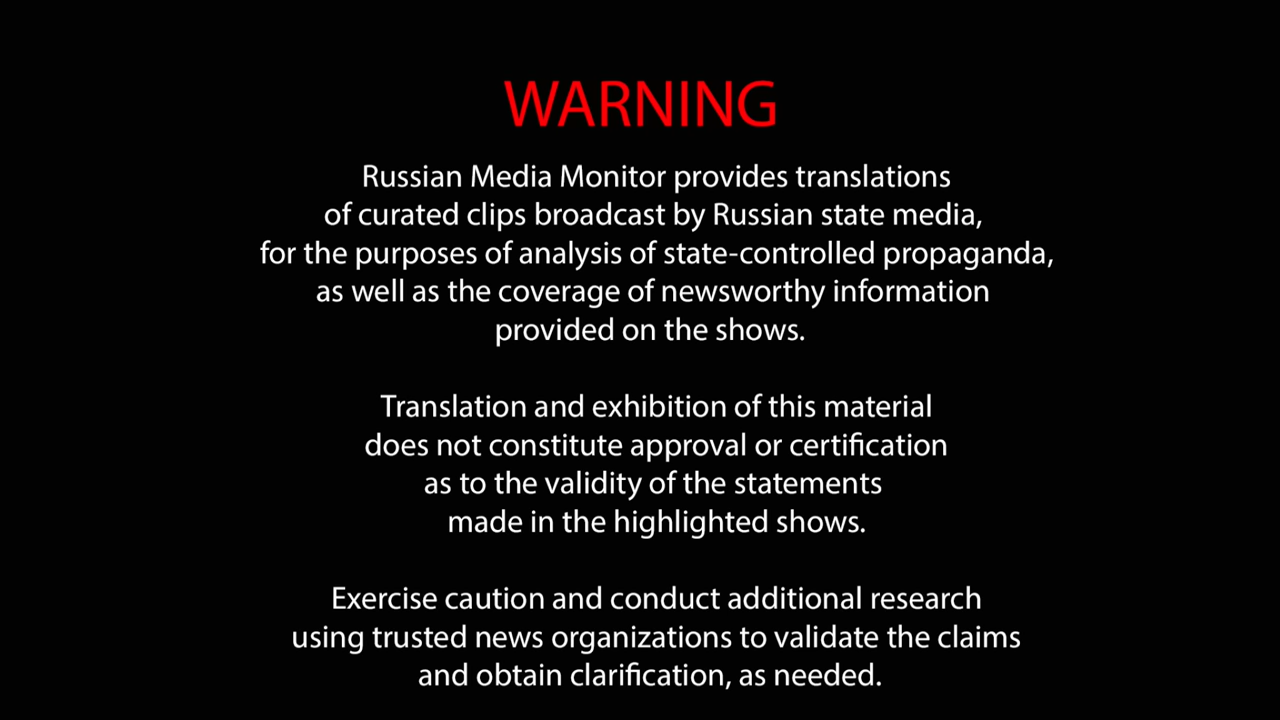 WARNING
Russian Media Monitor provides translations
of curated clips broadcast by Russian state media,
for the purposes of analysis of state-controlled propaganda,
as well as the coverage of newsworthy information
provided on the shows.
Translation and exhibition of this material
does not constitute approval or certification
as to the validity of the statements
made in the highlighted shows.
Exercise caution and conduct additional research
using trusted news organizations to validate the claims
and obtain clarification, as needed.